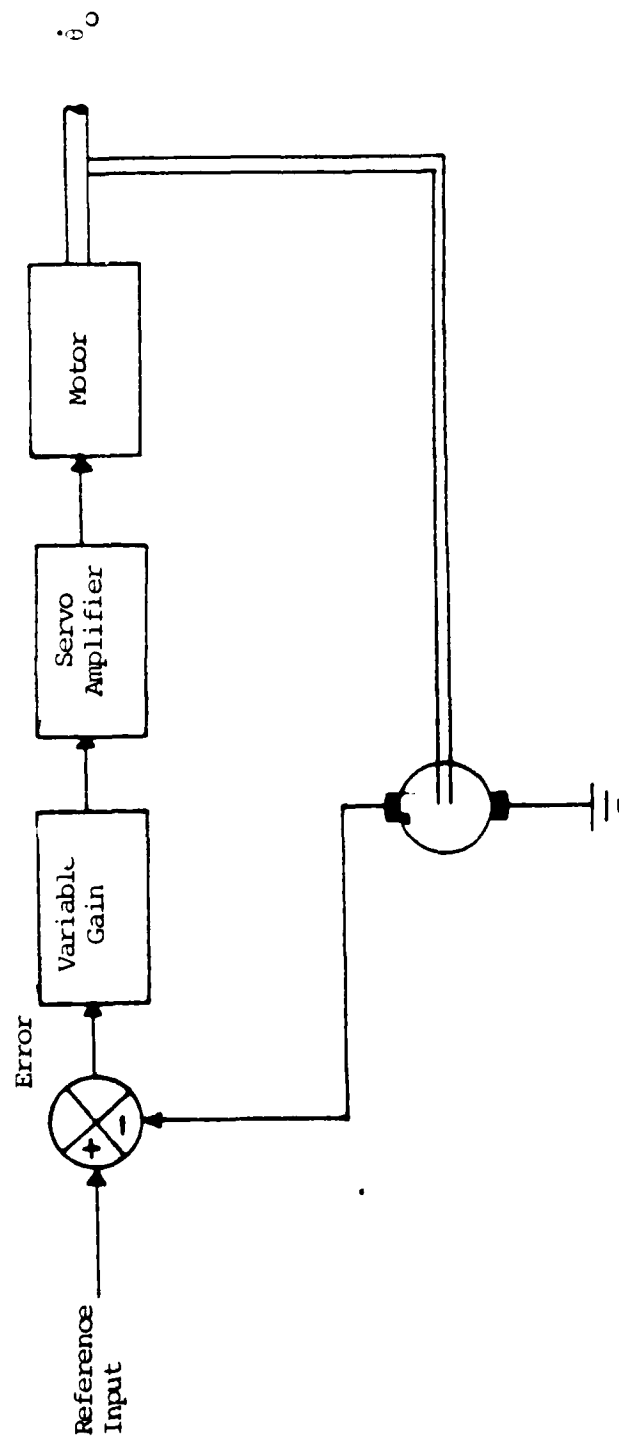 Reference
Input
+
-
Error
Variable
Gain
Servo
Amplifier
Motor
θ̇o